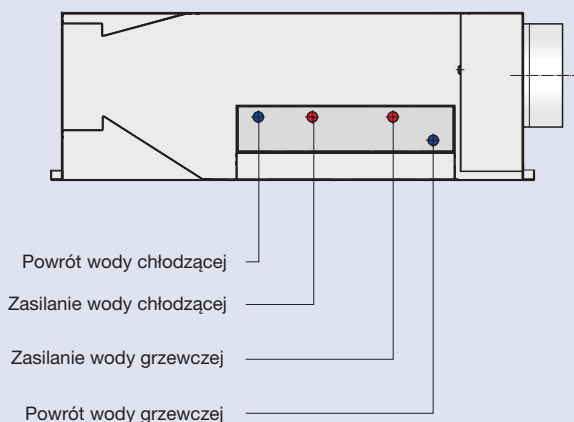 Powrót wody chłodzącej
Zasilanie wody chłodzącej
Zasilanie wody grzewczej
Powrót wody grzewczej